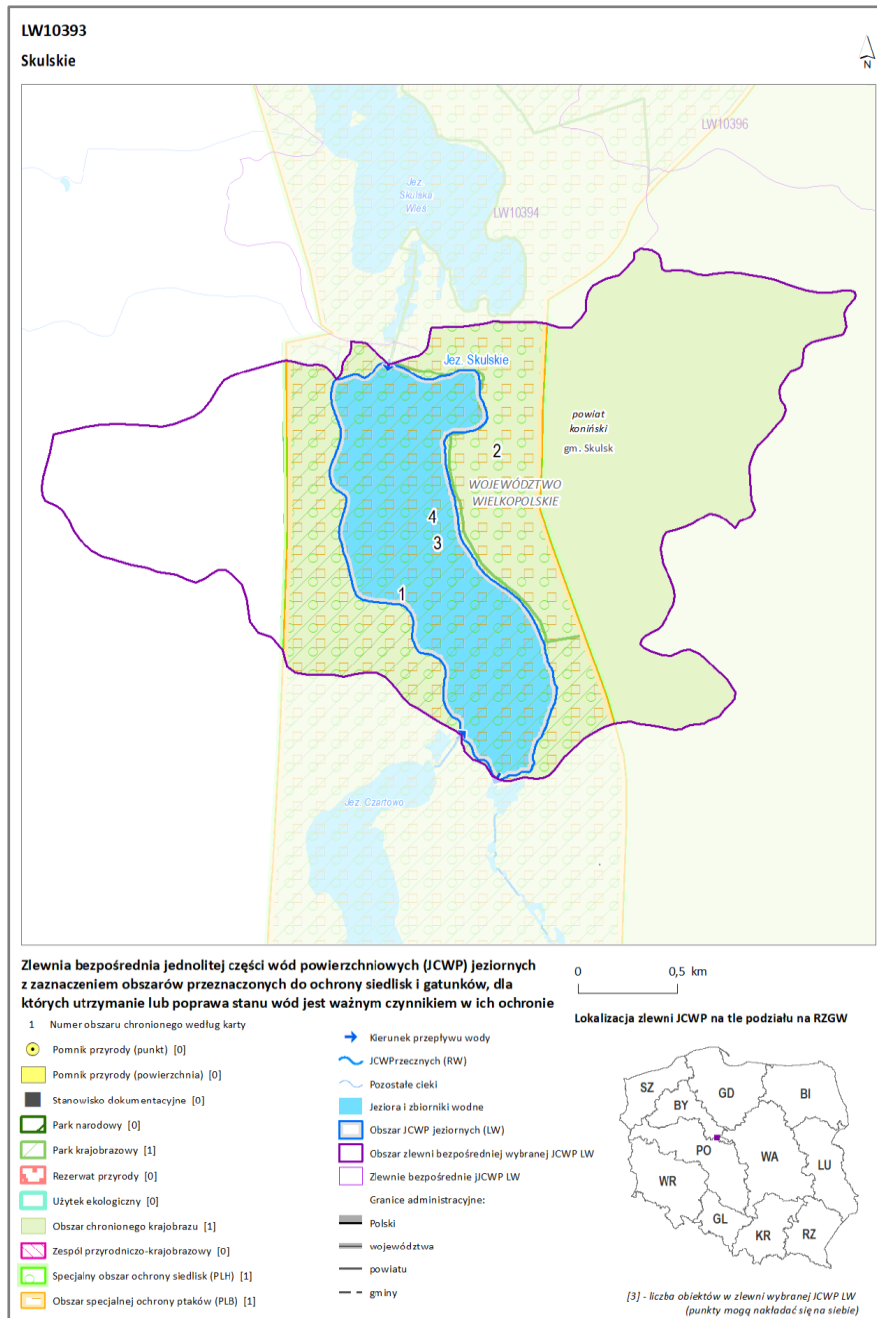 LW10393
Skulskie
N
LW10396
Jez.
Skulska
Wieś
LW10394
Jez. Skulskie
powiat
koniński
gm. Skulsk
2
WOJEWÓDZTWO
WIELKOPOLSKIE
4
3
1
Jez. Czartowo
Zlewnia bezpośrednia jednolitej części wód powierzchniowych (JCWP) jeziornych
z zaznaczeniem obszarów przeznaczonych do ochrony siedlisk i gatunków, dla
których utrzymanie lub poprawa stanu wód jest ważnym czynnikiem w ich ochronie
1 Numer obszaru chronionego według karty
Pomnik przyrody (punkt) [0]
Pomnik przyrody (powierzchnia) [0]
Stanowisko dokumentacyjne [0]
Park narodowy [0]
Park krajobrazowy [1]
Rezerwat przyrody [0]
Użytek ekologiczny [0]
Obszar chronionego krajobrazu [1]
Zespół przyrodniczo-krajobrazowy [0]
Specjalny obszar ochrony siedlisk (PLH) [1]
Obszar specjalnej ochrony ptaków (PLB) [1]
Kierunek przepływu wody
JCWPrzecznych (RW)
Pozostałe cieki
Jeziora i zbiorniki wodne
Obszar JCWP jeziornych (LW)
Obszar zlewni bezpośredniej wybranej JCWP LW
Zlewnie bezpośrednie jJCWP LW
Granice administracyjne:
Polski
województwa
powiatu
gminy
0 0,5 km
Lokalizacja zlewni JCWP na tle podziału na RZGW
SZ
GD
BI
BY
PO
WA
LU
WR
GL
KR
RZ
[3] - liczba obiektów w zlewni wybranej JCWP LW
(punkty mogą nakładać się na siebie)